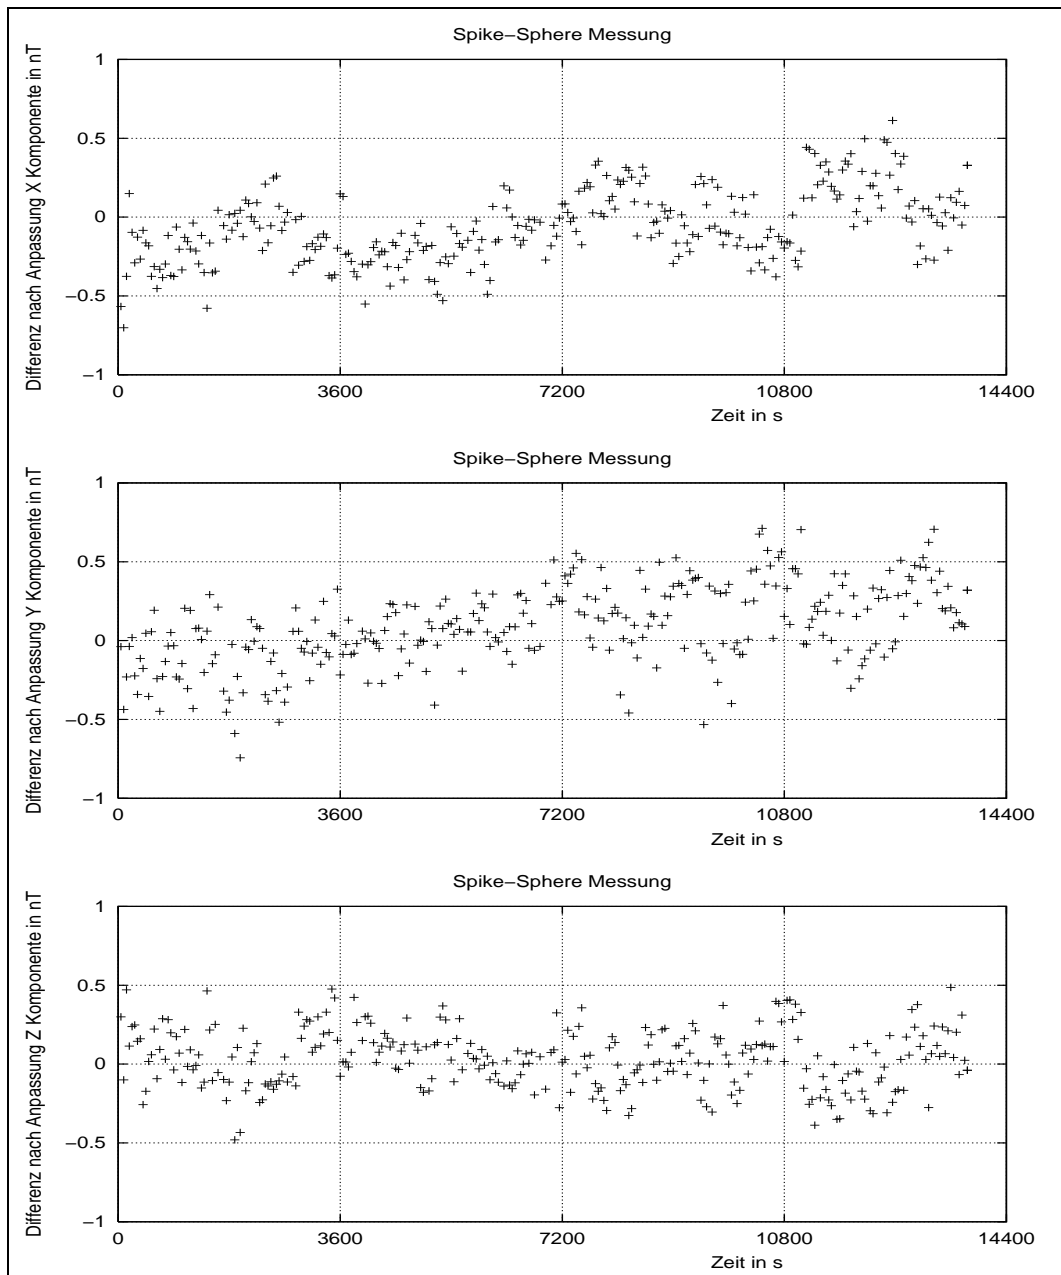 Spike−Sphere Messung
Differenz nach Anpassung X Komponente in nT
1
0.5
0
−0.5
−1
0 3600 7200 10800 14400
Zeit in s
Spike−Sphere Messung
Differenz nach Anpassung Y Komponente in nT
1
0.5
0
−0.5
−1
0 3600 7200 10800 14400
Zeit in s
Spike−Sphere Messung
Differenz nach Anpassung Z Komponente in nT
1
0.5
0
−0.5
−1
0 3600 7200 10800 14400
Zeit in s